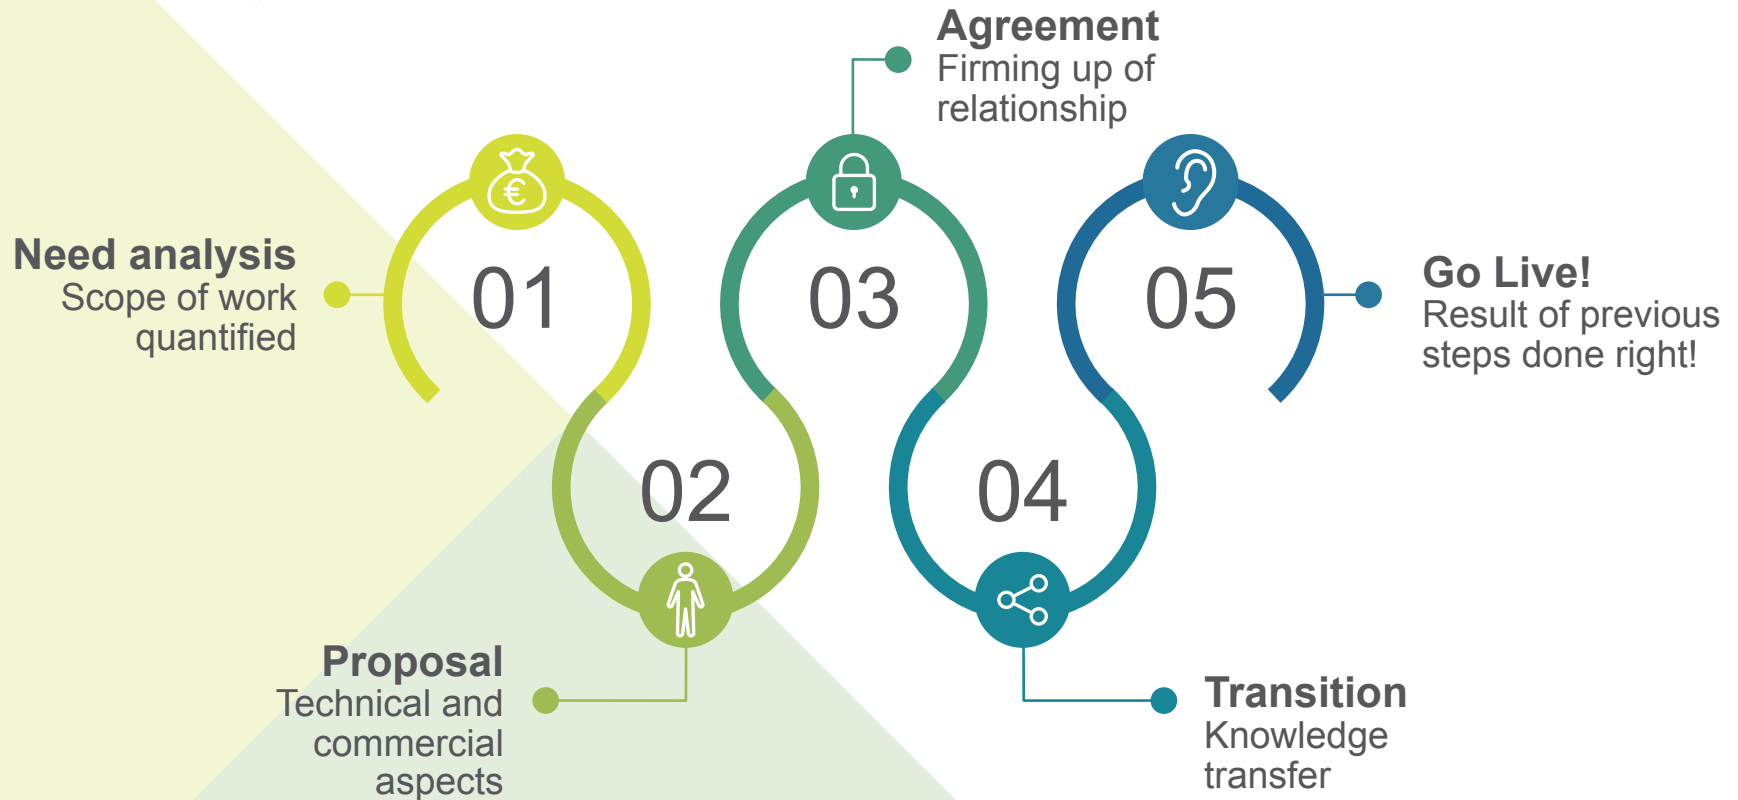 Need analysis
Scope of work
quantified
01
Proposal
Technical and
commercial
aspects
02
Agreement
Firming up of
relationship
03
Transition
Knowledge
transfer
04
Go Live!
Result of previous
steps done right!
05
€